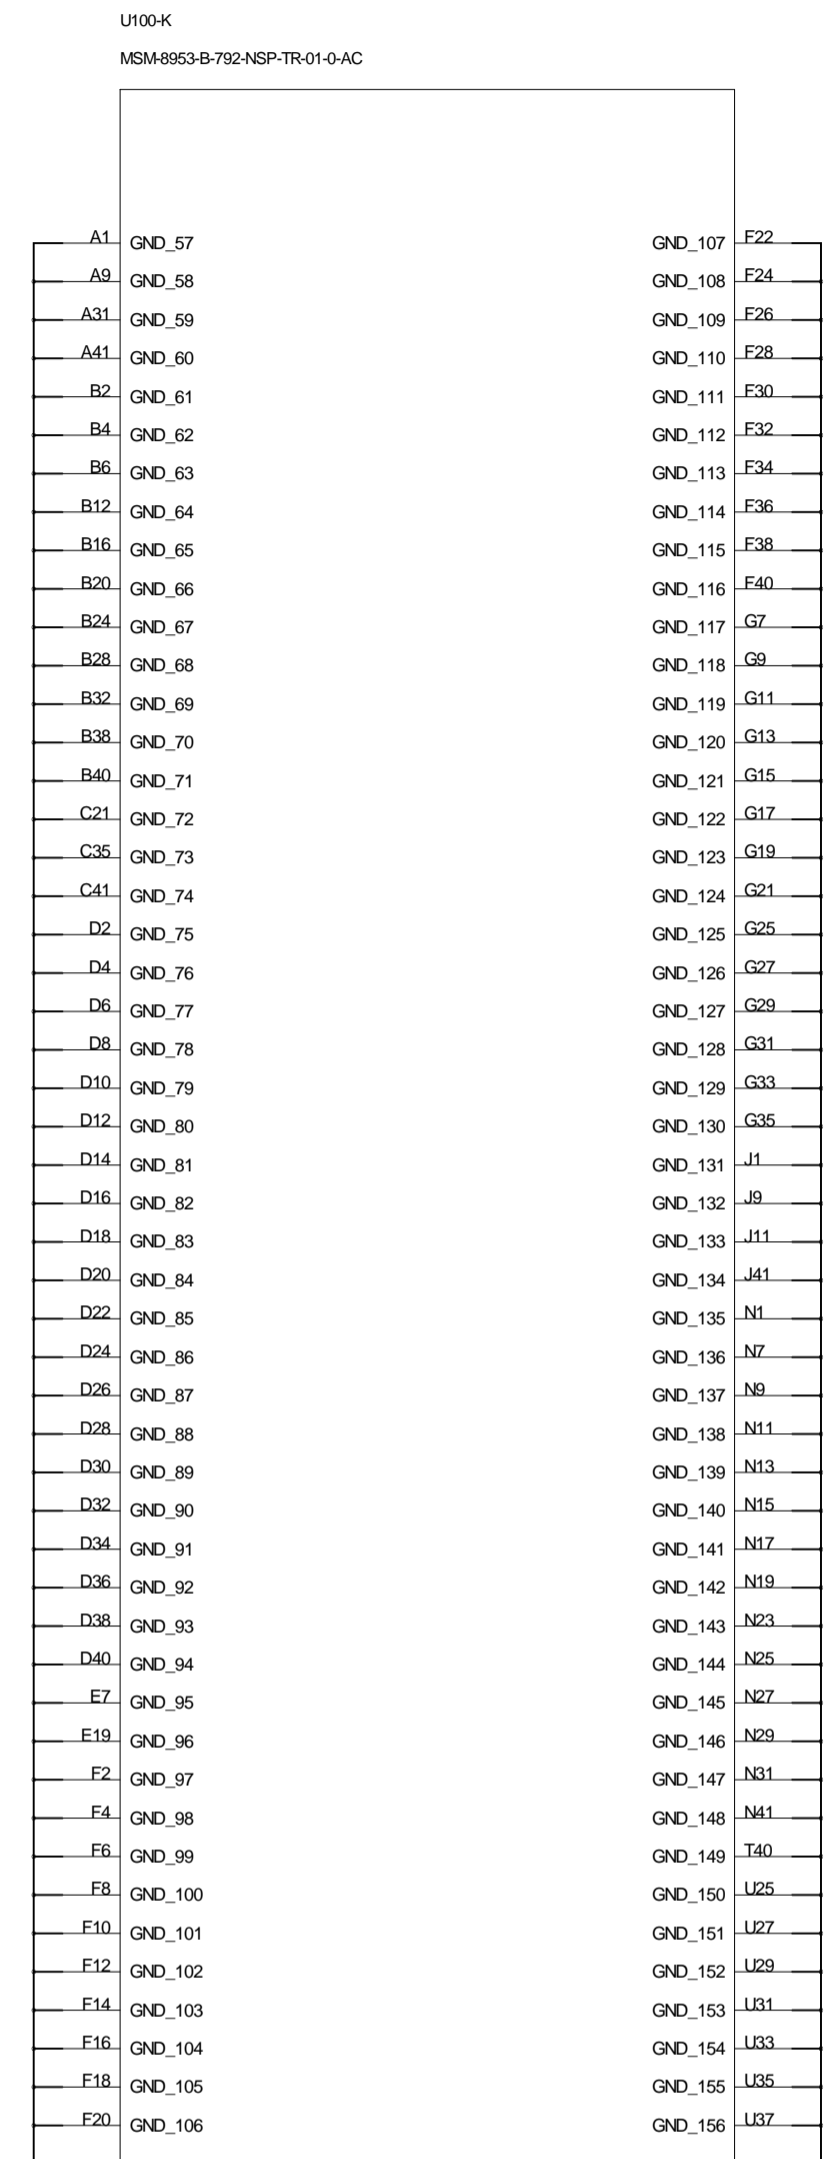 U100-K
MSM-8953-B-792-NSP-TR-01-0-AC
A1 GND_57 GND_107 F22
A9 GND_58 GND_108 F24
A31 GND_59 GND_109 F26
A41 GND_60 GND_110 F28
B2 GND_61 GND_111 F30
B4 GND_62 GND_112 F32
B6 GND_63 GND_113 F34
B12 GND_64 GND_114 F36
B16 GND_65 GND_115 F38
B20 GND_66 GND_116 F40
B24 GND_67 GND_117 G7
B28 GND_68 GND_118 G9
B32 GND_69 GND_119 G11
B38 GND_70 GND_120 G13
B40 GND_71 GND_121 G15
C21 GND_72 GND_122 G17
C35 GND_73 GND_123 G19
C41 GND_74 GND_124 G21
D2 GND_75 GND_125 G25
D4 GND_76 GND_126 G27
D6 GND_77 GND_127 G29
D8 GND_78 GND_128 G31
D10 GND_79 GND_129 G33
D12 GND_80 GND_130 G35
D14 GND_81 GND_131 J1
D16 GND_82 GND_132 J9
D18 GND_83 GND_133 J11
D20 GND_84 GND_134 J41
D22 GND_85 GND_135 N1
D24 GND_86 GND_136 N7
D26 GND_87 GND_137 N9
D28 GND_88 GND_138 N11
D30 GND_89 GND_139 N13
D32 GND_90 GND_140 N15
D34 GND_91 GND_141 N17
D36 GND_92 GND_142 N19
D38 GND_93 GND_143 N23
D40 GND_94 GND_144 N25
E7 GND_95 GND_145 N27
E19 GND_96 GND_146 N29
F2 GND_97 GND_147 N31
F4 GND_98 GND_148 N41
F6 GND_99 GND_149 T40
F8 GND_100 GND_150 U25
F10 GND_101 GND_151 U27
F12 GND_102 GND_152 U29
F14 GND_103 GND_153 U31
F16 GND_104 GND_154 U33
F18 GND_105 GND_155 U35
F20 GND_106 GND_156 U37